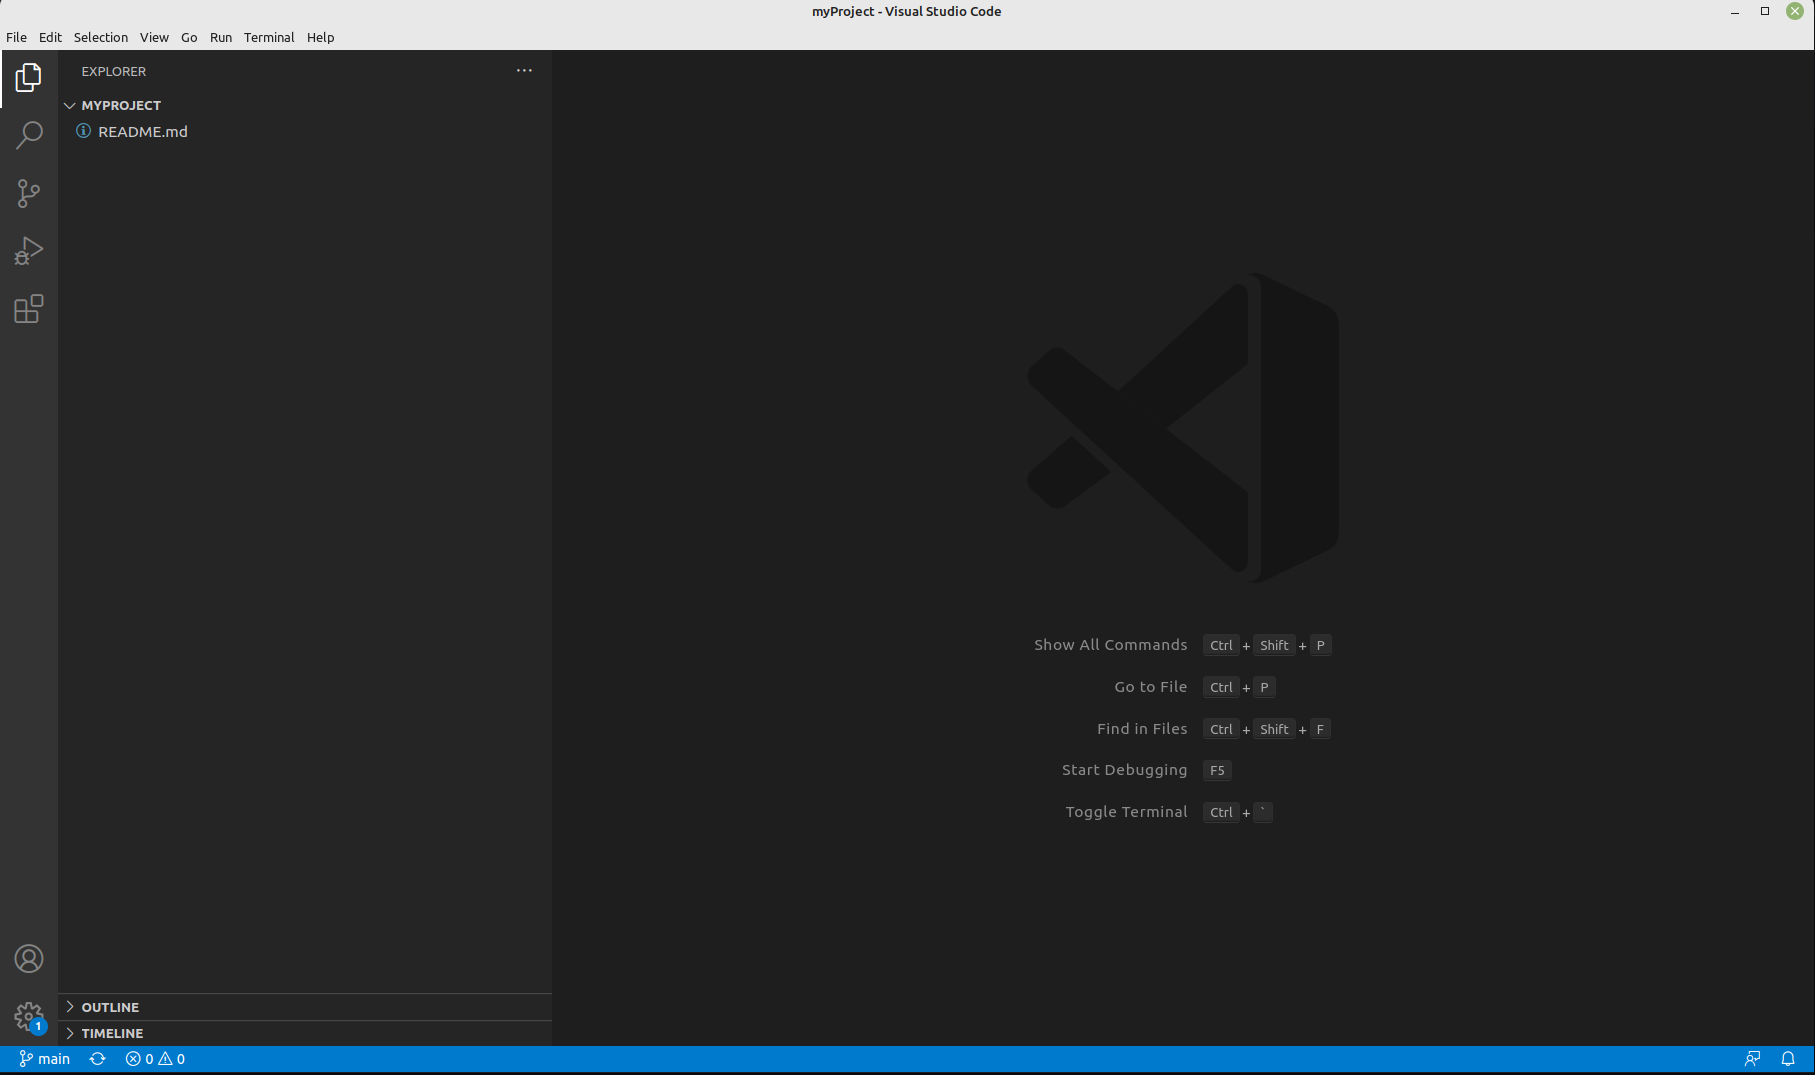 myProject - Visual Studio Code
File Edit Selection View Go Run Terminal Help
EXPLORER
MYPROJECT
README.md
Show All Commands Ctrl + Shift + P
Go to File Ctrl + P
Find in Files Ctrl + Shift + F
Start Debugging F5
Toggle Terminal Ctrl + `
OUTLINE
1
TIMELINE
main 0 0